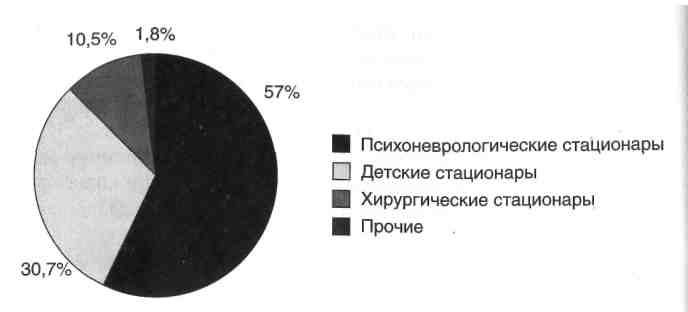 10,5%
1,8%
57%
30,7%
Психоневрологические стационары
Детские стационары
Хирургические стационары
Прочие